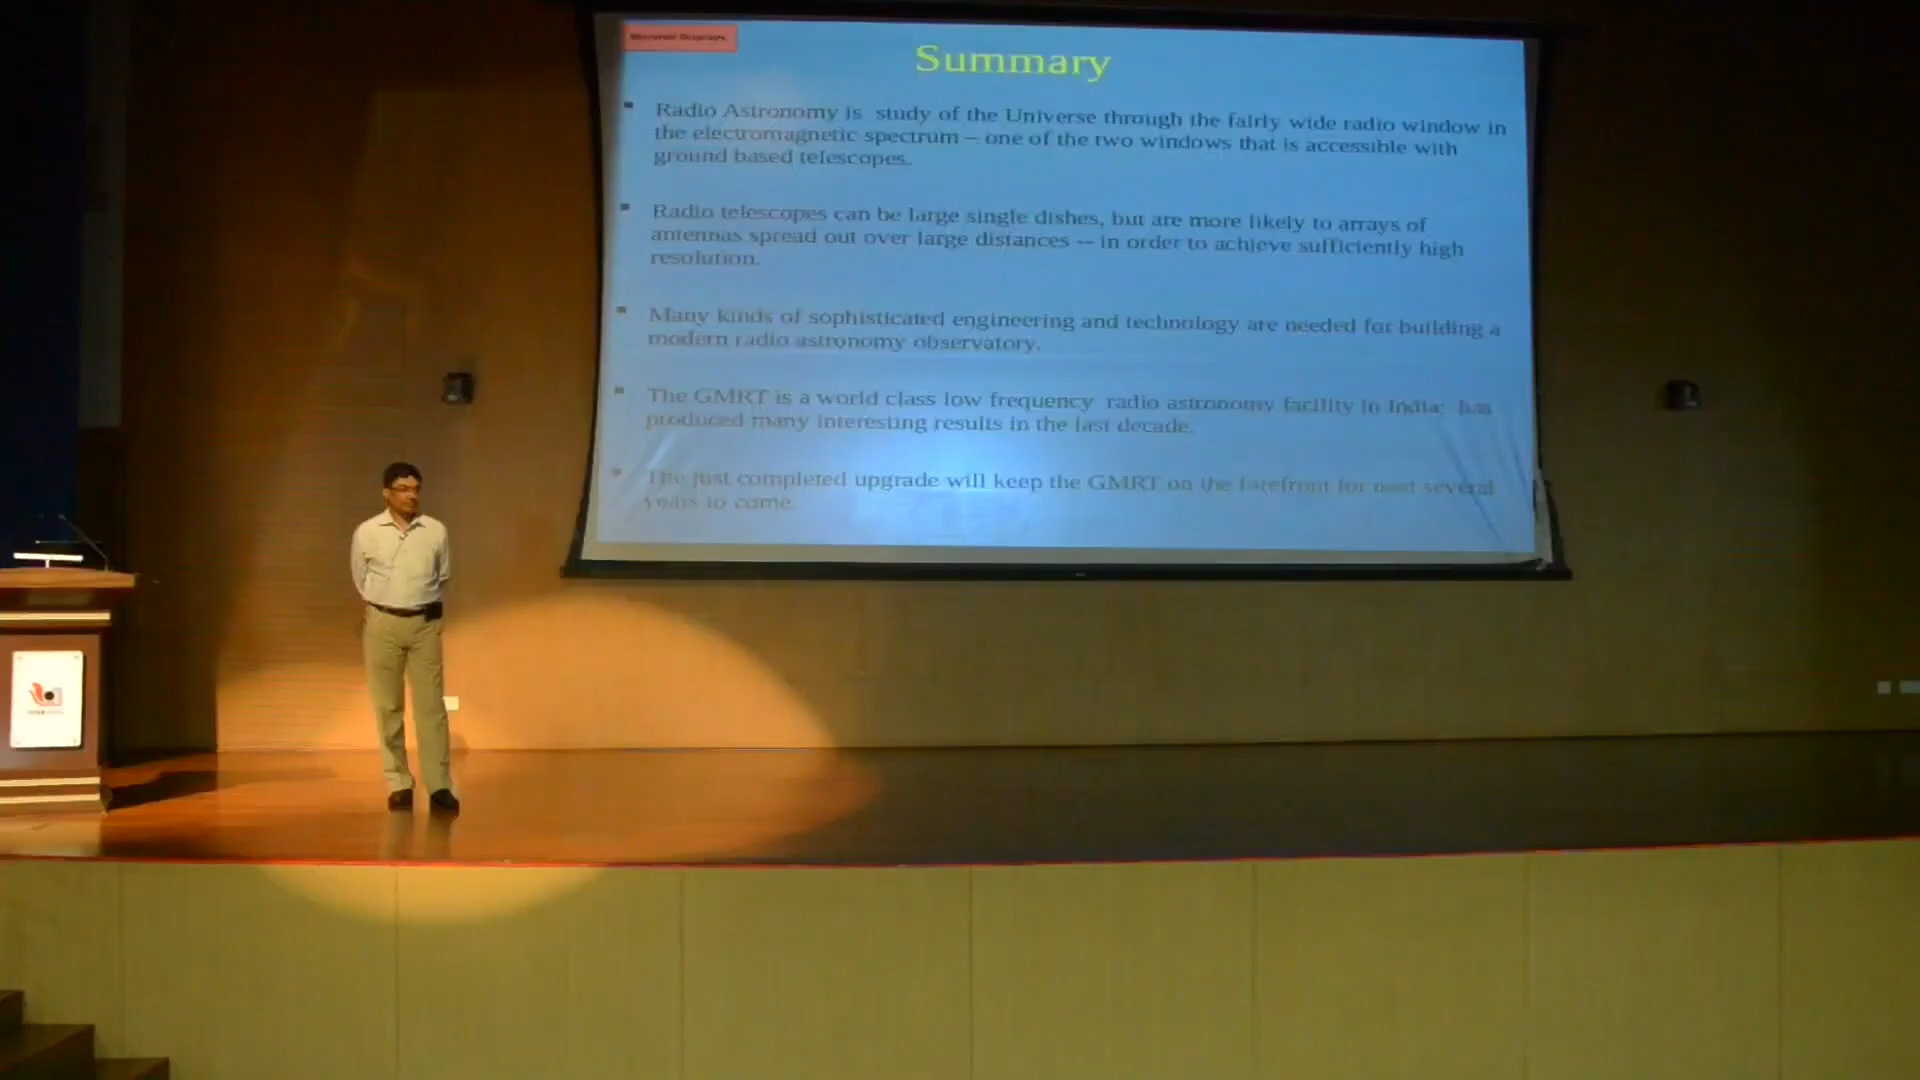 Summary
Radio Astronomy is study of the Universe through the fairly wide radio window in
the electromagnetic spectrum – one of the two windows that is accessible with
ground based telescopes.
Radio telescopes can be large single dishes, but are more likely to arrays of
antennas spread out over large distances -- in order to achieve sufficiently high
resolution.
Many kinds of sophisticated engineering and technology are needed for building a
modern radio astronomy observatory.
The GMRT is a world class low frequency radio astronomy facility in India; has
produced many interesting results in the last decade.
The just completed upgrade will keep the GMRT on the forefront for next several
years to come.